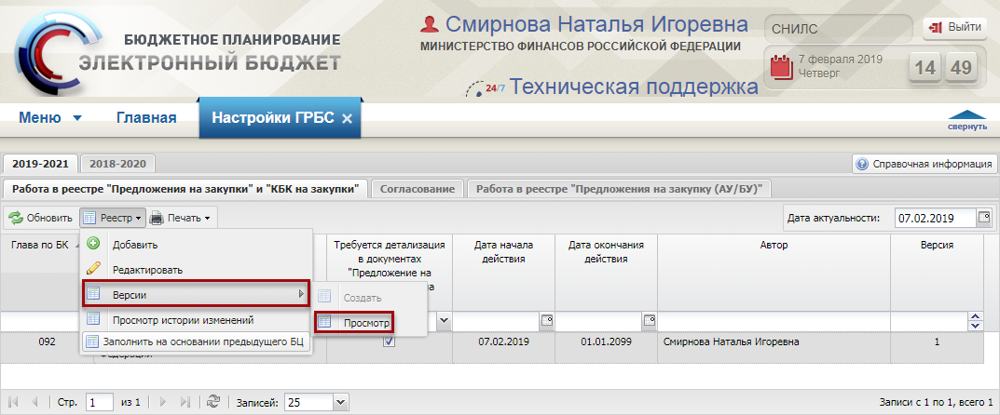 БЮДЖЕТНОЕ ПЛАНИРОВАНИЕ
ЭЛЕКТРОННЫЙ БЮДЖЕТ
Смирнова Наталья Игоревна
МИНИСТЕРСТВО ФИНАНСОВ РОССИЙСКОЙ ФЕДЕРАЦИИ
24/7 Техническая поддержка
СНИЛС
Выйти
7 февраля 2019
Четверг
14 49
Меню Главная Настройки ГРБС
свернуть
2019-2021 2018-2020
Справочная информация
Работа в реестре "Предложения на закупки" и "КБК на закупки" Согласование Работа в реестре "Предложения на закупку (АУ/БУ)"
Обновить Реестр Печать Дата актуальности: 07.02.2019
Глава по БК
Требуется детализация
в документах
"Предложение на
Дата начала
действия
Дата окончания
действия
Автор
Версия
Добавить
Редактировать
Версии
Просмотр истории изменений
Заполнить на основании предыдущего БЦ
Создать
Просмотр
092 07.02.2019 01.01.2099 Смирнова Наталья Игоревна 1
Стр. 1 из 1 Записей: 25 Записи с 1 по 1, всего 1